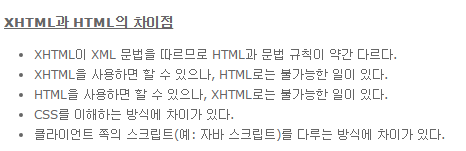 XHTML과 HTML의 차이점
• XHTML이 XML 문법을 따르므로 HTML과 문법 규칙이 약간 다르다.
• XHTML을 사용하면 할 수 있으나, HTML로는 불가능한 일이 있다.
• HTML을 사용하면 할 수 있으나, XHTML로는 불가능한 일이 있다.
• CSS를 이해하는 방식에 차이가 있다.
• 클라이언트 쪽의 스크립트(예: 자바 스크립트)를 다루는 방식에 차이가 있다.